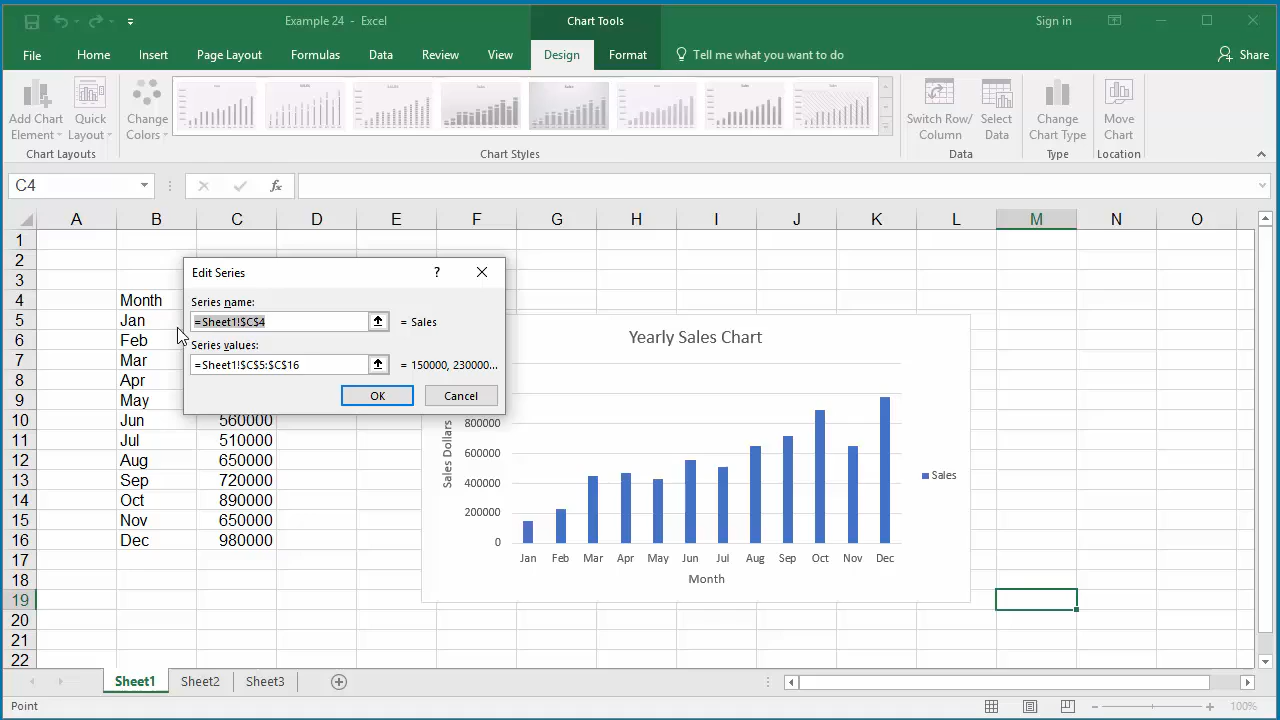 Example 24 - Excel
Chart Tools
Sign in
File Home Insert Page Layout Formulas Data Review View Design Format Tell me what you want to do Share
Add Chart Element Quick Layout Change Colors Switch Row/ Column Select Data Change Chart Type Move Chart
Chart Layouts Chart Styles Data Type Location
C4 fx
A B C D E F G H I J K L M N O
1
2
3
4 Month
5 Jan
6 Feb
7 Mar
8 Apr
9 May
10 Jun 560000
11 Jul 510000
12 Aug 650000
13 Sep 720000
14 Oct 890000
15 Nov 650000
16 Dec 980000
17
18
19
20
21
22
Edit Series ?
Series name:
=Sheet1!$C$4 = Sales
Series values:
=Sheet1!$C$5:$C$16 = 150000, 230000...
OK Cancel
Yearly Sales Chart
800000
600000
400000
200000
0
Sales Dollars
Jan Feb Mar Apr May Jun Jul Aug Sep Oct Nov Dec
Month
Sales
Sheet1 Sheet2 Sheet3
Point 100%